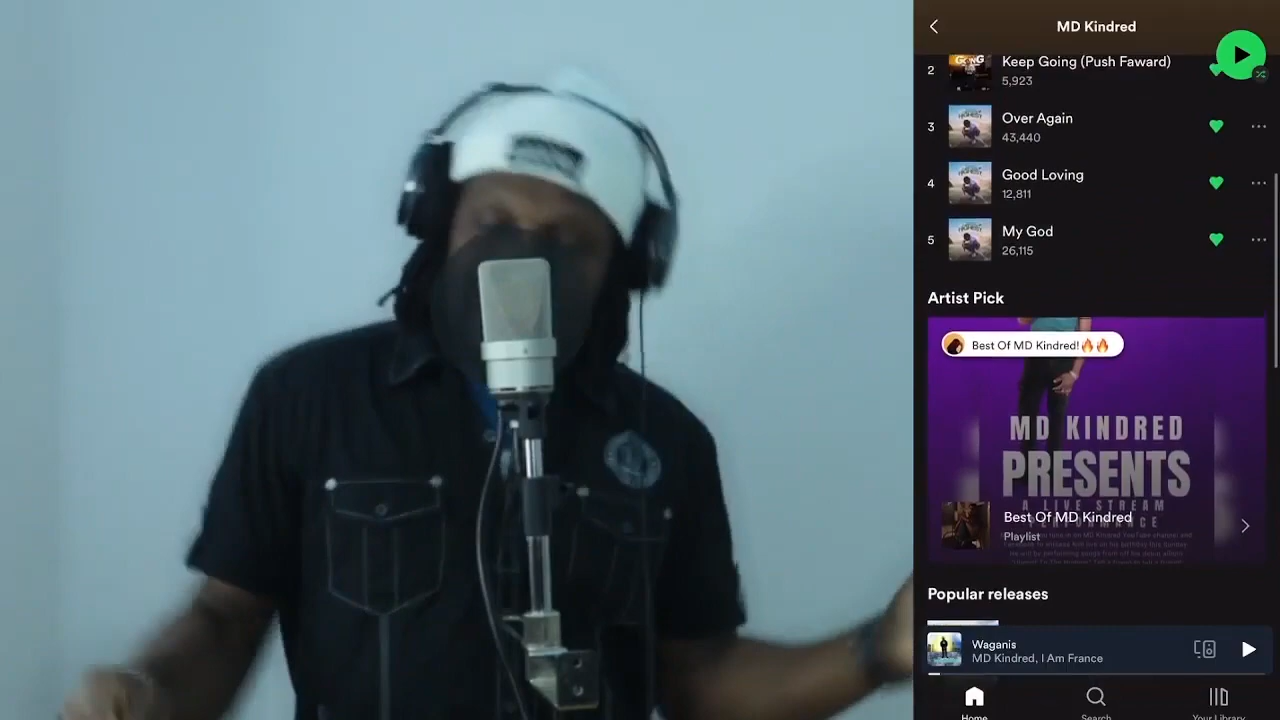 MD Kindred
2
Keep Going (Push Faward)
5,923
3
Over Again
43,440
4
Good Loving
12,811
5
My God
26,115
Artist Pick
Best Of MD Kindred!🔥🔥
MD KINDRED
PRESENTS
A LIVE STREAM
PERFORMANCE
Best Of MD Kindred
Playlist
Popular releases
Waganis
MD Kindred, I Am France
Home
Search
Your Library